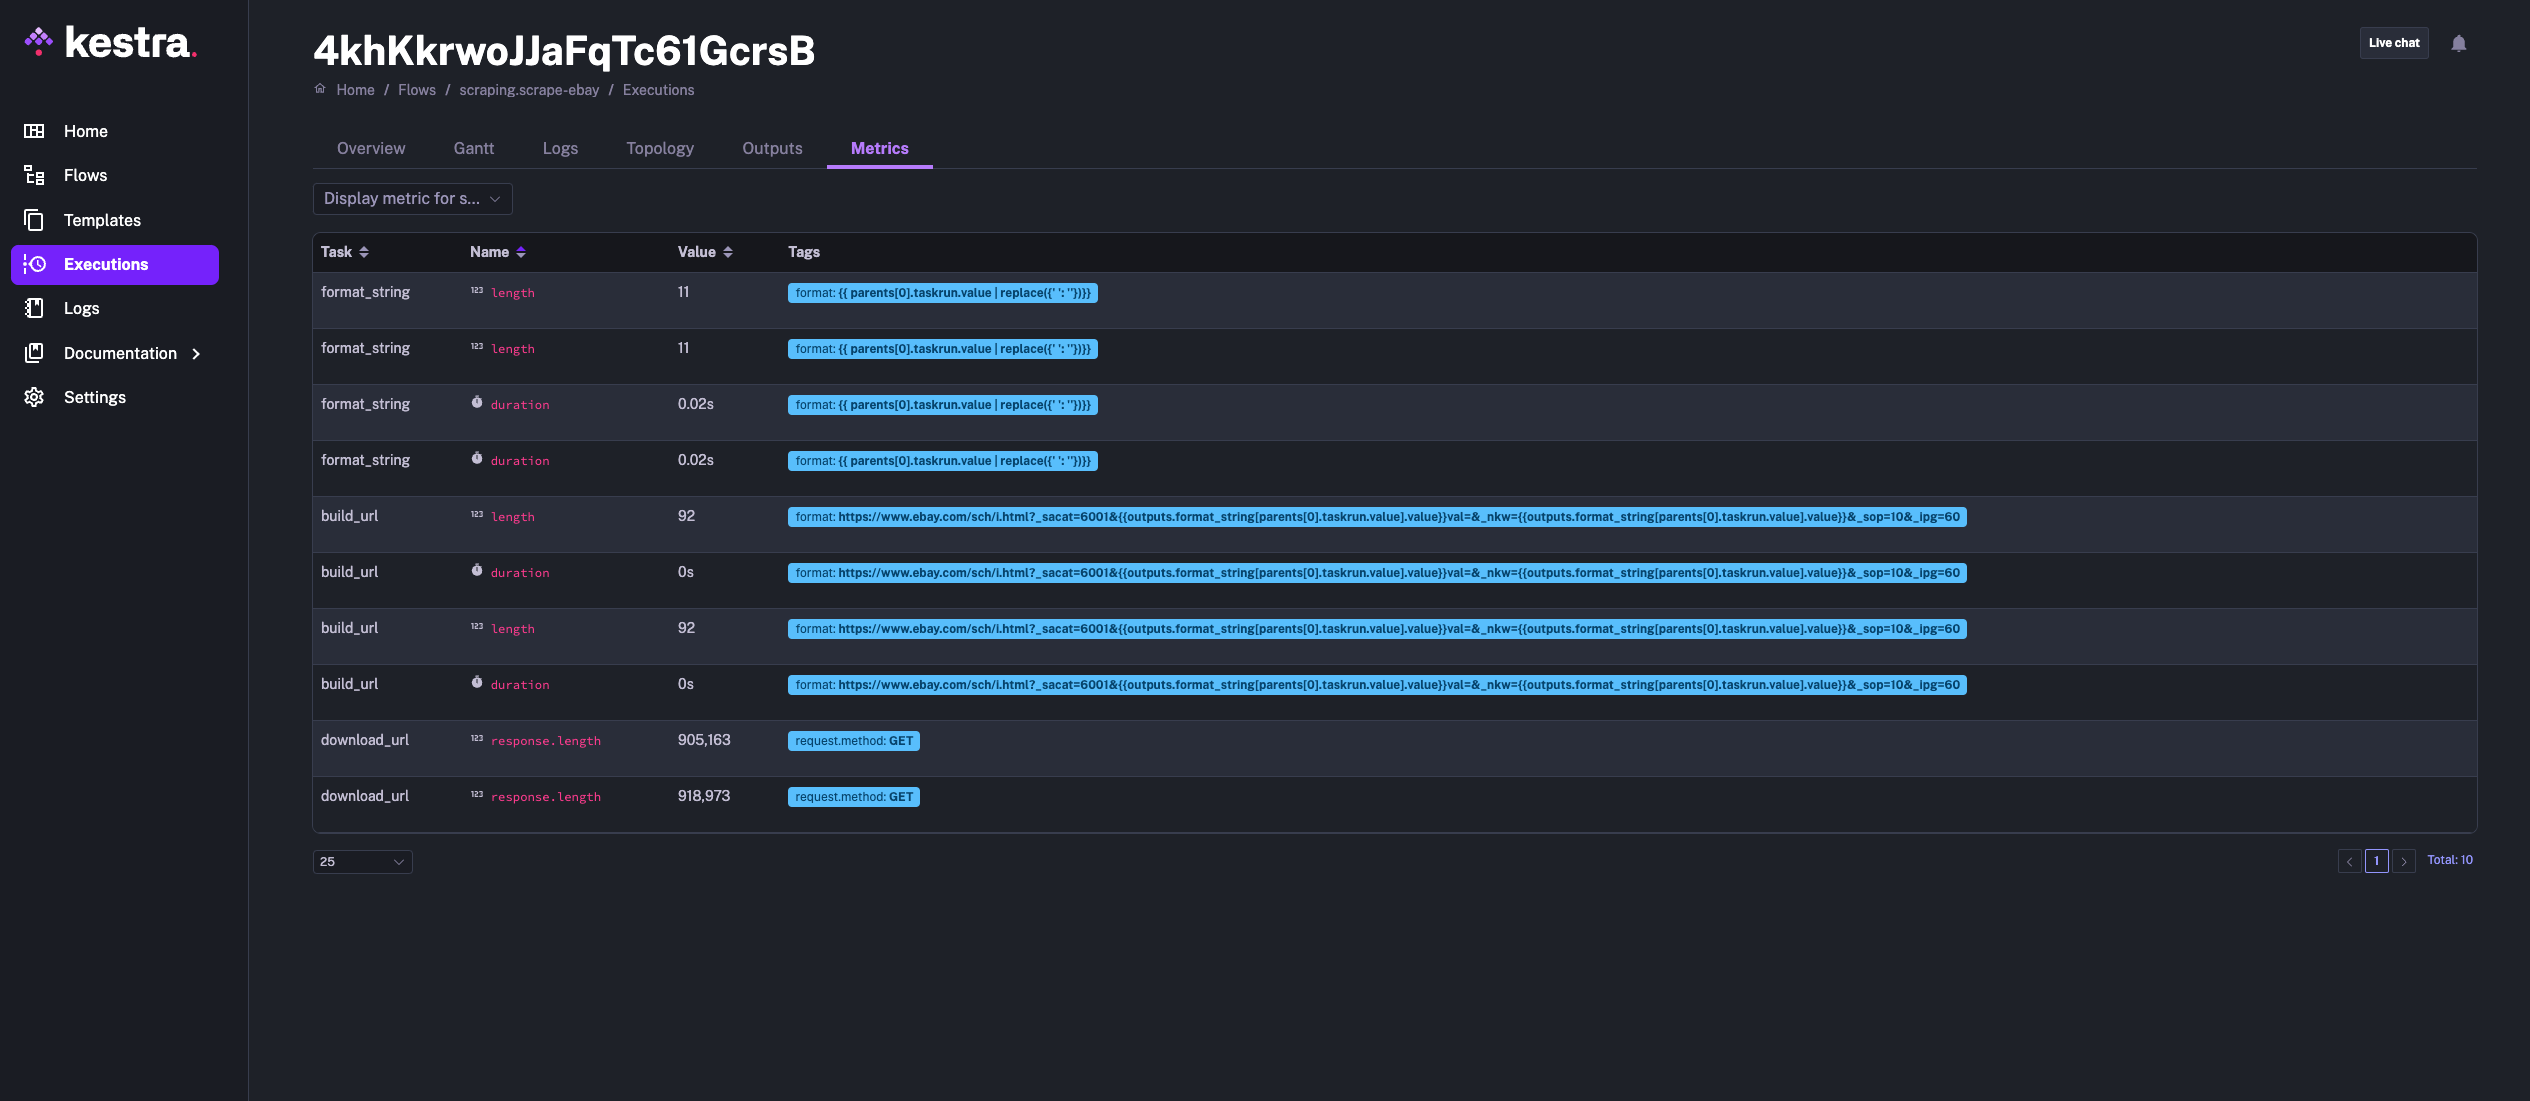 kestra.
Home
Flows
Templates
Executions
Logs
Documentation
Settings
4khKkrwoJJaFqTc61GcrsB
Home / Flows / scraping.scrape-ebay / Executions
Live chat
Overview Gantt Logs Topology Outputs Metrics
Display metric for s...
Task Name Value Tags
format_string 123 length 11 format: {{ parents[0].taskrun.value | replace({' ': ''})}}
format_string 123 length 11 format: {{ parents[0].taskrun.value | replace({' ': ''})}}
format_string duration 0.02s format: {{ parents[0].taskrun.value | replace({' ': ''})}}
format_string duration 0.02s format: {{ parents[0].taskrun.value | replace({' ': ''})}}
build_url 123 length 92 format: https://www.ebay.com/sch/i.html?_sacat=6001&{{outputs.format_string[parents[0].taskrun.value].value}}val=&_nkw={{outputs.format_string[parents[0].taskrun.value].value}}&_sop=10&_ipg=60
build_url duration 0s format: https://www.ebay.com/sch/i.html?_sacat=6001&{{outputs.format_string[parents[0].taskrun.value].value}}val=&_nkw={{outputs.format_string[parents[0].taskrun.value].value}}&_sop=10&_ipg=60
build_url 123 length 92 format: https://www.ebay.com/sch/i.html?_sacat=6001&{{outputs.format_string[parents[0].taskrun.value].value}}val=&_nkw={{outputs.format_string[parents[0].taskrun.value].value}}&_sop=10&_ipg=60
build_url duration 0s format: https://www.ebay.com/sch/i.html?_sacat=6001&{{outputs.format_string[parents[0].taskrun.value].value}}val=&_nkw={{outputs.format_string[parents[0].taskrun.value].value}}&_sop=10&_ipg=60
download_url 123 response.length 905,163 request.method: GET
download_url 123 response.length 918,973 request.method: GET
25
1 Total: 10